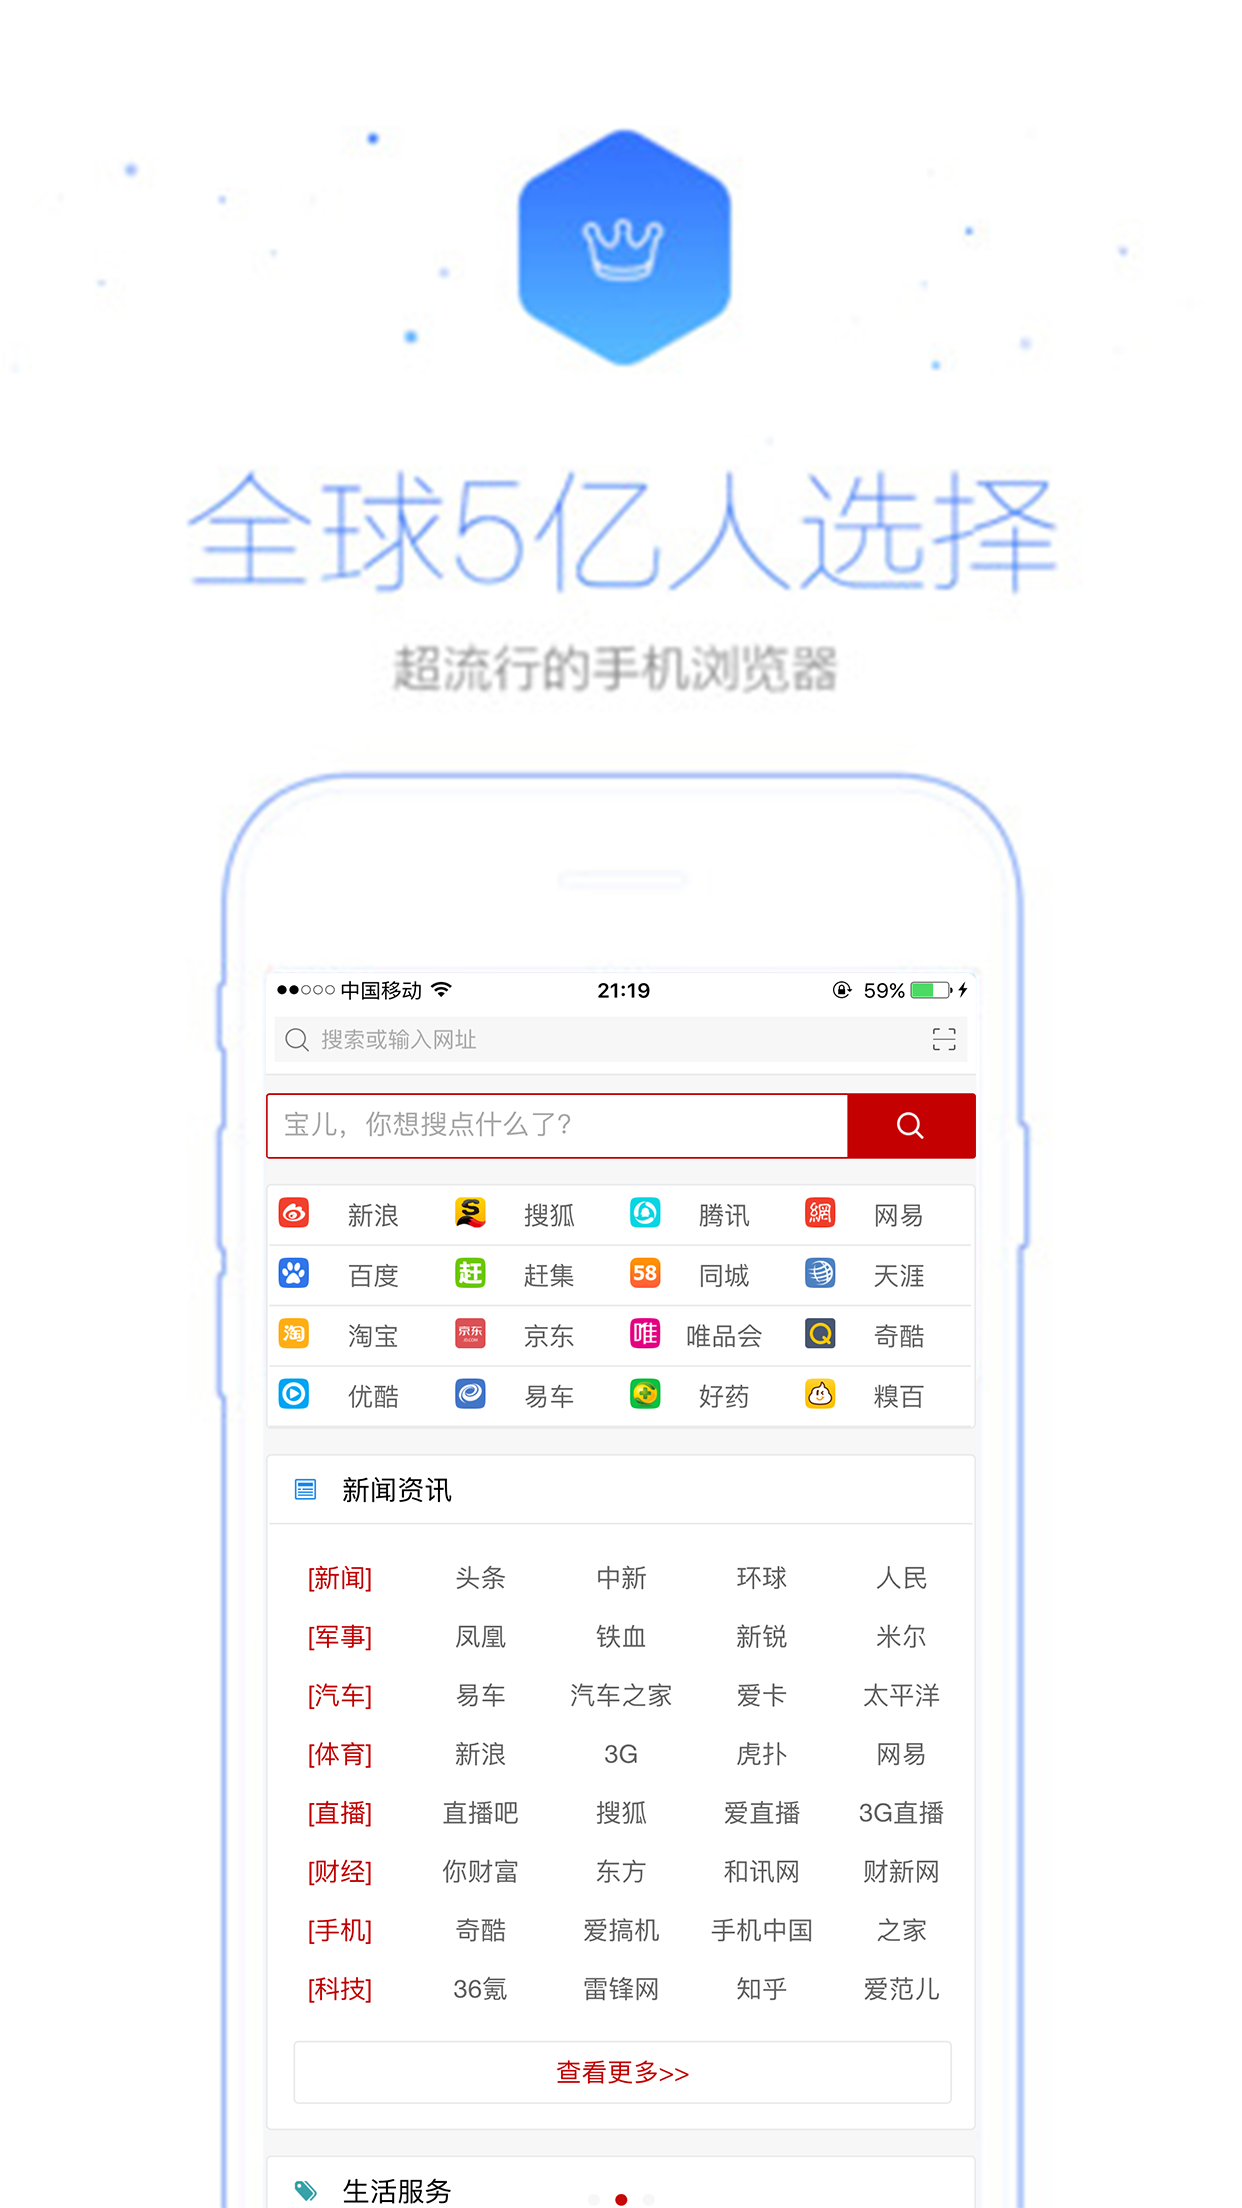 全球5亿人选择
超流行的手机浏览器
中国移动 21:19 59%
搜索或输入网址
宝儿，你想搜点什么了?
新浪 搜狐 腾讯 網 网易
百度 赶 赶集 58 同城 天涯
淘 淘宝 京东 JD.COM 京东 唯 唯品会 奇酷
优酷 易车 好药 糗百
新闻资讯
[新闻] 头条 中新 环球 人民
[军事] 凤凰 铁血 新锐 米尔
[汽车] 易车 汽车之家 爱卡 太平洋
[体育] 新浪 3G 虎扑 网易
[直播] 直播吧 搜狐 爱直播 3G直播
[财经] 你财富 东方 和讯网 财新网
[手机] 奇酷 爱搞机 手机中国 之家
[科技] 36氪 雷锋网 知乎 爱范儿
查看更多>>
生活服务